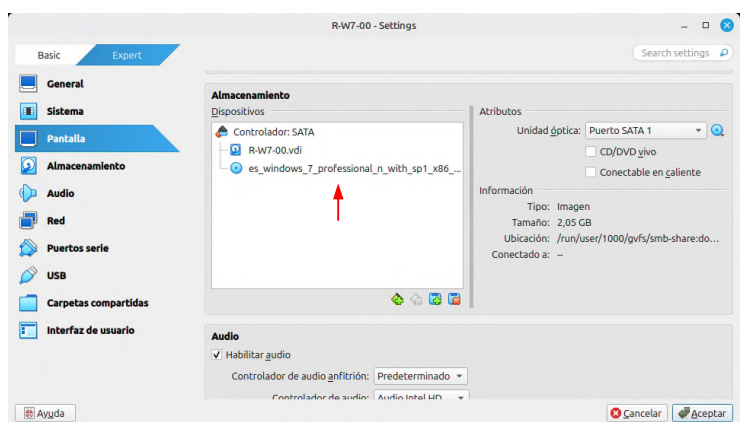 R-W7-00 - Settings
Basic
Expert
Search settings
General
Sistema
Pantalla
Almacenamiento
Audio
Red
Puertos serie
USB
Carpetas compartidas
Interfaz de usuario
Almacenamiento
Dispositivos
Controlador: SATA
R-W7-00.vdi
es_windows_7_professional_n_with_sp1_x86_...
Atributos
Unidad óptica: Puerto SATA 1
CD/DVD vivo
Conectable en caliente
Información
Tipo: Imagen
Tamaño: 2,05 GB
Ubicación: /run/user/1000/gvfs/smb-share:do...
Conectado a: --
Audio
Habilitar audio
Controlador de audio anfitrión: Predeterminado
Controlador de audio: Audio Intel HD
Ayuda
Cancelar
Aceptar